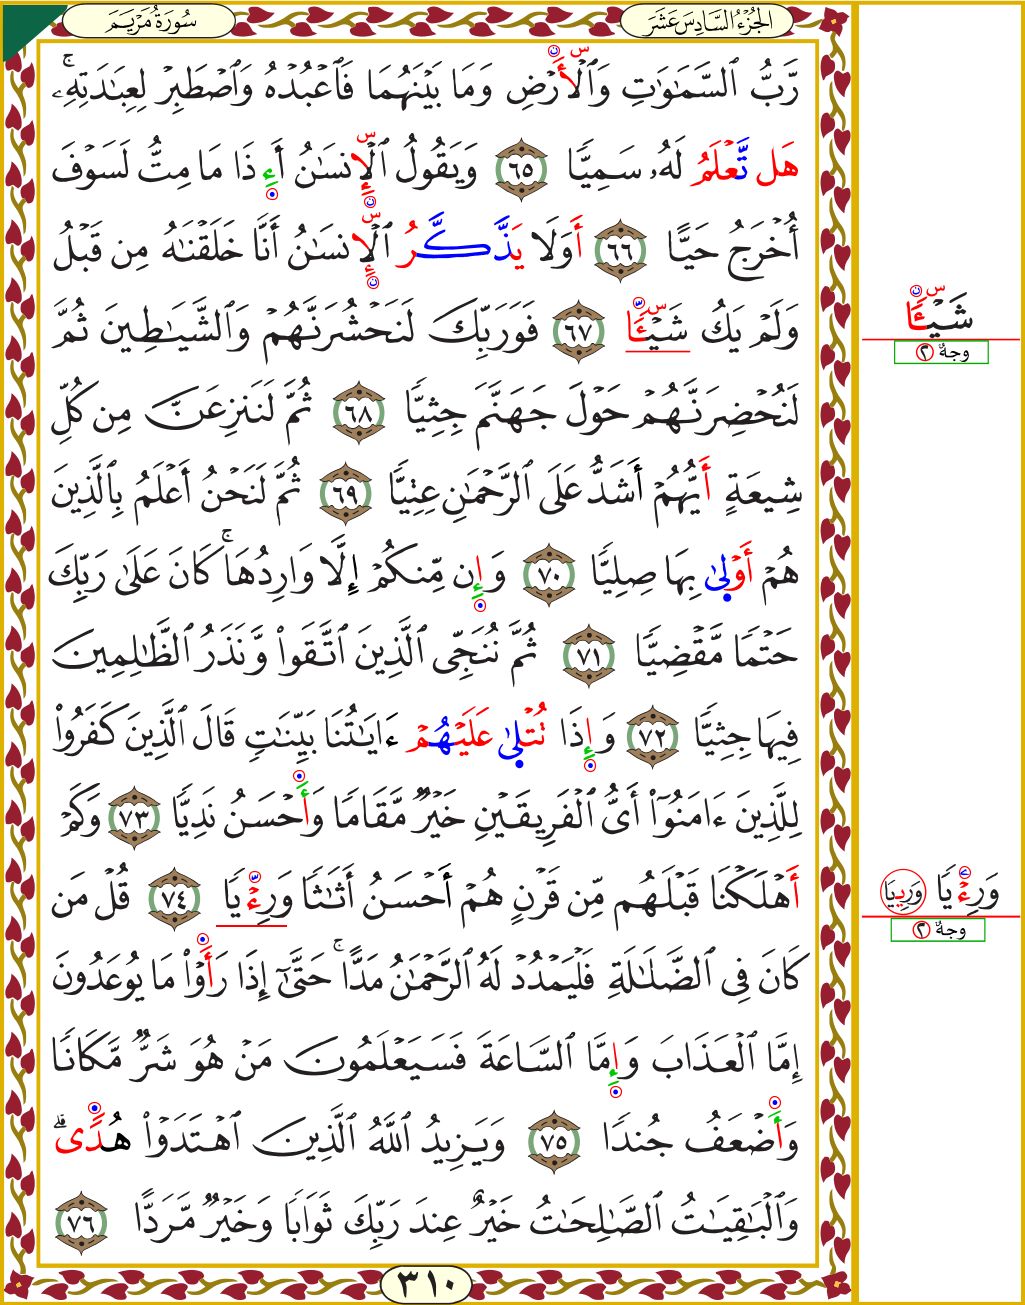 سُورَةُ مَرْيَمَ
الجُزْءُ السَّادِسَ عَشَرَ
رَّبُّ ٱلسَّمَٰوَٰتِ وَٱلْأَرْضِ وَمَا بَيْنَهُمَا فَٱعْبُدْهُ وَٱصْطَبِرْ لِعِبَٰدَتِهِۦۚ
هَل تَّعْلَمُ لَهُۥ سَمِيًّا ٦٥ وَيَقُولُ ٱلْإِنسَٰنُ أَءِذَا مَا مِتُّ لَسَوْفَ
أُخْرَجُ حَيًّا ٦٦ أَوَلَا يَذَّكَّرُ ٱلْإِنسَٰنُ أَنَّا خَلَقْنَٰهُ مِن قَبْلُ
وَلَمْ يَكُ شَيْـًٔا ٦٧ فَوَرَبِّكَ لَنَحْشُرَنَّهُمْ وَٱلشَّيَٰطِينَ ثُمَّ
لَنُحْضِرَنَّهُمْ حَوْلَ جَهَنَّمَ جِثِيًّا ٦٨ ثُمَّ لَنَنزِعَنَّ مِن كُلِّ
شِيعَةٍ أَيُّهُمْ أَشَدُّ عَلَى ٱلرَّحْمَٰنِ عِتِيًّا ٦٩ ثُمَّ لَنَحْنُ أَعْلَمُ بِٱلَّذِينَ
هُمْ أَوْلَىٰ بِهَا صِلِيًّا ٧٠ وَإِن مِّنكُمْ إِلَّا وَارِدُهَاۚ كَانَ عَلَىٰ رَبِّكَ
حَتْمًا مَّقْضِيًّا ٧١ ثُمَّ نُنَجِّى ٱلَّذِينَ ٱتَّقَوا۟ وَّنَذَرُ ٱلظَّٰلِمِينَ
فِيهَا جِثِيًّا ٧٢ وَإِذَا تُتْلَىٰ عَلَيْهُمْ ءَايَٰتُنَا بَيِّنَٰتٍ قَالَ ٱلَّذِينَ كَفَرُوا۟
لِلَّذِينَ ءَامَنُوٓا۟ أَىُّ ٱلْفَرِيقَيْنِ خَيْرٌ مَّقَامًا وَأَحْسَنُ نَدِيًّا ٧٣ وَكَمْ
أَهْلَكْنَا قَبْلَهُم مِّن قَرْنٍ هُمْ أَحْسَنُ أَثَٰثًا وَرِءْيًا ٧٤ قُلْ مَن
كَانَ فِى ٱلضَّلَٰلَةِ فَلْيَمْدُدْ لَهُ ٱلرَّحْمَٰنُ مَدًّاۚ حَتَّىٰٓ إِذَا رَأَوْا۟ مَا يُوعَدُونَ
إِمَّا ٱلْعَذَابَ وَإِمَّا ٱلسَّاعَةَ فَسَيَعْلَمُونَ مَنْ هُوَ شَرٌّ مَّكَانًا
وَأَضْعَفُ جُندًا ٧٥ وَيَزِيدُ ٱللَّهُ ٱلَّذِينَ ٱهْتَدَوْا۟ هُدًىۗ
وَٱلْبَٰقِيَٰتُ ٱلصَّٰلِحَٰتُ خَيْرٌ عِندَ رَبِّكَ ثَوَابًا وَخَيْرٌ مَّرَدًّا ٧٦
٣١٠
شَيْـًٔا
وجهٌ ٢
وَرِءْيًا وَرِييَا
وجهٌ ٢